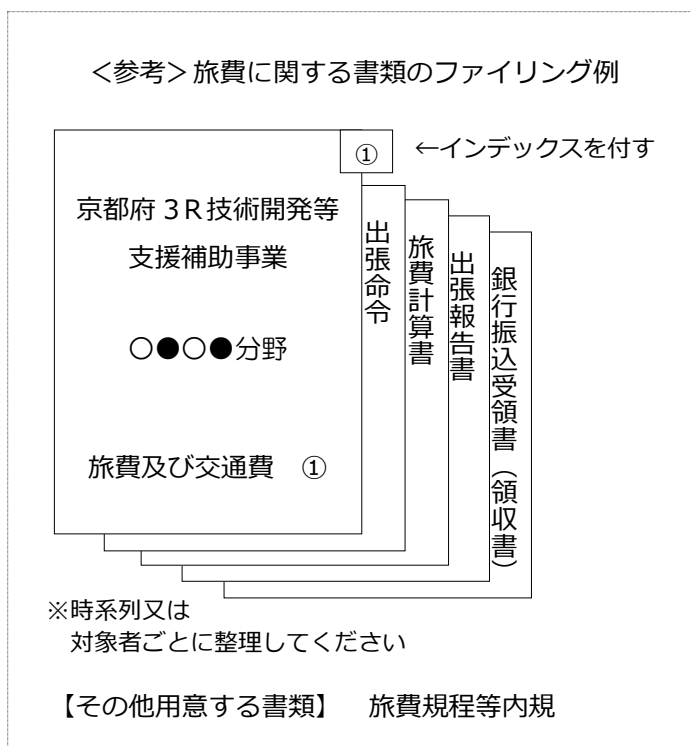 ＜参考＞旅費に関する書類のファイリング例
①
←インデックスを付す
京都府３Ｒ技術開発等
支援補助事業
○●○●分野
旅費及び交通費　①
出張命令
旅費計算書
出張報告書
銀行振込受領書（領収書）
※時系列又は
対象者ごとに整理してください
【その他用意する書類】　旅費規程等内規